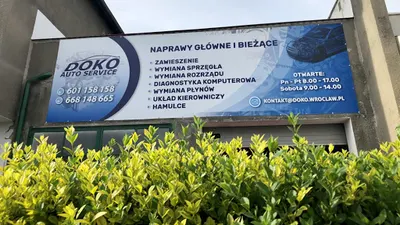 NAPRAWY GŁÓWNE I BIEŻĄCE
DOKO
AUTO SERVICE
601 158 158
668 148 665
• ZAWIESZENIE
• WYMIANA SPRZĘGŁA
• WYMIANA ROZRZĄDU
• DIAGNOSTYKA KOMPUTEROWA
• WYMIANA PŁYNÓW
• UKŁAD KIEROWNICZY
• HAMULCE
OTWARTE:
Pn - Pt 8.00 - 17.00
Sobota 9.00 - 14.00
KONTAKT@DOKO.WROCLAW.PL